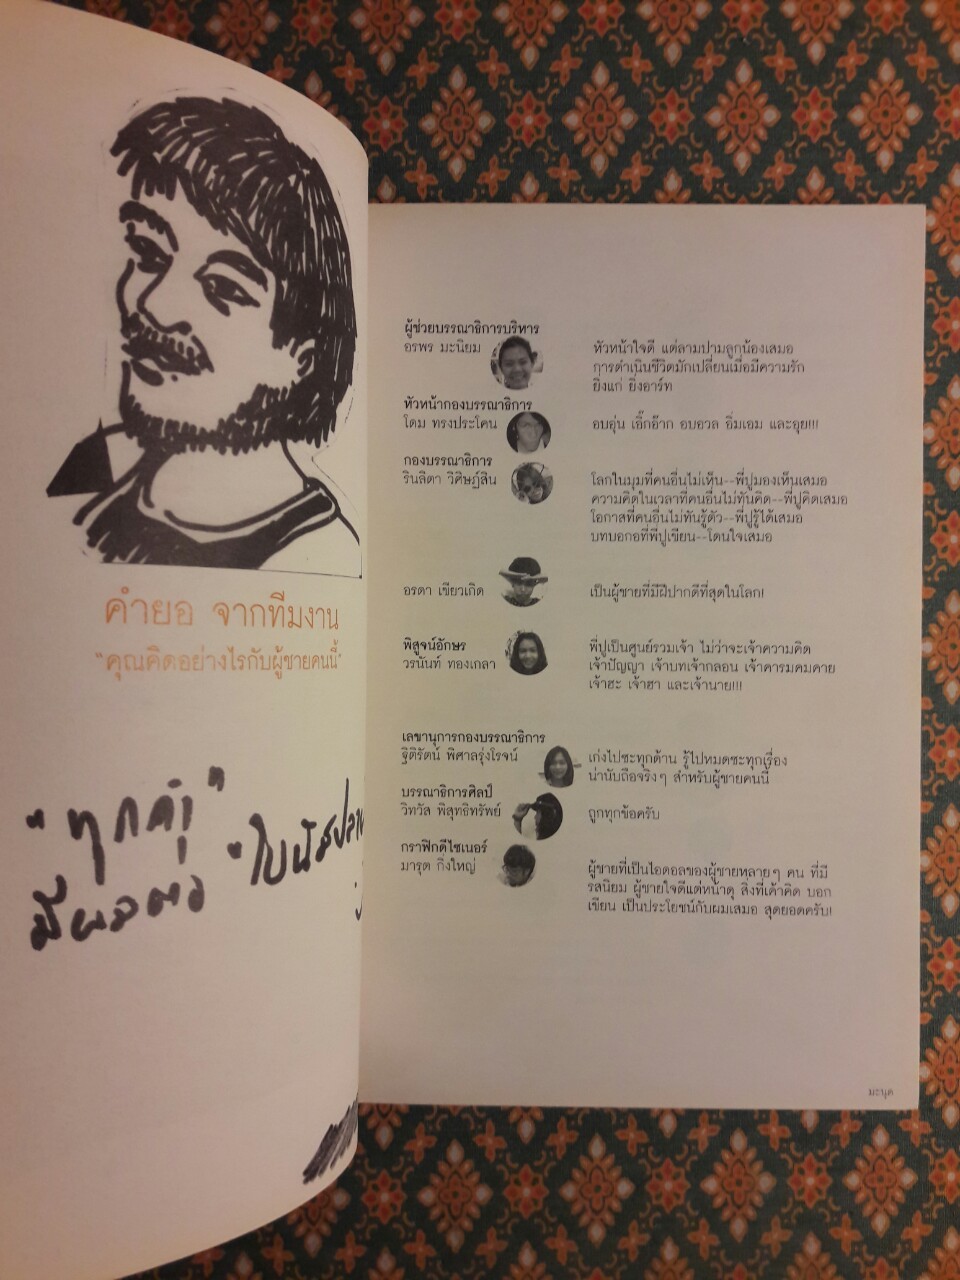 คำยอ จากทีมงาน
"คุณคิดอย่างไรกับผู้ชายคนนี้"
"ทุกคำ"
มีผลต่อ
ผู้ช่วยบรรณาธิการบริหาร
อรพร มะนิยม
หัวหน้าใจดี แต่ลามปามลูกน้องเสมอ
การดำเนินชีวิตมักเปลี่ยนเมื่อมีความรัก
ยิ่งแก่ ยิ่งอาร์ท
หัวหน้ากองบรรณาธิการ
โดม ทรงประโคน
อบอุ่น เอิ๊กอ๊าก อบอวล อิ่มเอม และอุย!!!
กองบรรณาธิการ
รินลิตา วิศิษฎ์สิน
โลกในมุมที่คนอื่นไม่เห็น--พี่ปูมองเห็นเสมอ
ความคิดในเวลาที่คนอื่นไม่ทันคิด--พี่ปูคิดเสมอ
โอกาสที่คนอื่นไม่ทันรู้ตัว--พี่ปูรู้ได้เสมอ
บทบอกอที่พี่ปูเขียน--โดนใจเสมอ
อรดา เขียวเกิด
เป็นผู้ชายที่มีฝีปากดีที่สุดในโลก!
พิสูจน์อักษร
วรนันท์ ทองเกลา
พี่ปูเป็นศูนย์รวมเจ้า ไม่ว่าจะเจ้าความคิด
เจ้าปัญญา เจ้าบทเจ้ากลอน เจ้าคารมคมคาย
เจ้าฮะ เจ้าฮา และเจ้านาย!!!
เลขานุการกองบรรณาธิการ
ฐิติรัตน์ พิศาลรุ่งโรจน์
เก่งไปซะทุกด้าน รู้ไปหมดซะทุกเรื่อง
น่านับถือจริงๆ สำหรับผู้ชายคนนี้
บรรณาธิการศิลป์
วิทวัส พิสุทธิทรัพย์
ถูกทุกข้อครับ
กราฟิกดีไซเนอร์
มารุต กิ่งใหญ่
ผู้ชายที่เป็นไอดอลของผู้ชายหลายๆ คน ที่มี
รสนิยม ผู้ชายใจดีแต่หน้าดุ สิ่งที่เค้าคิด บอก
เขียน เป็นประโยชน์กับผมเสมอ สุดยอดครับ!
มะนุด